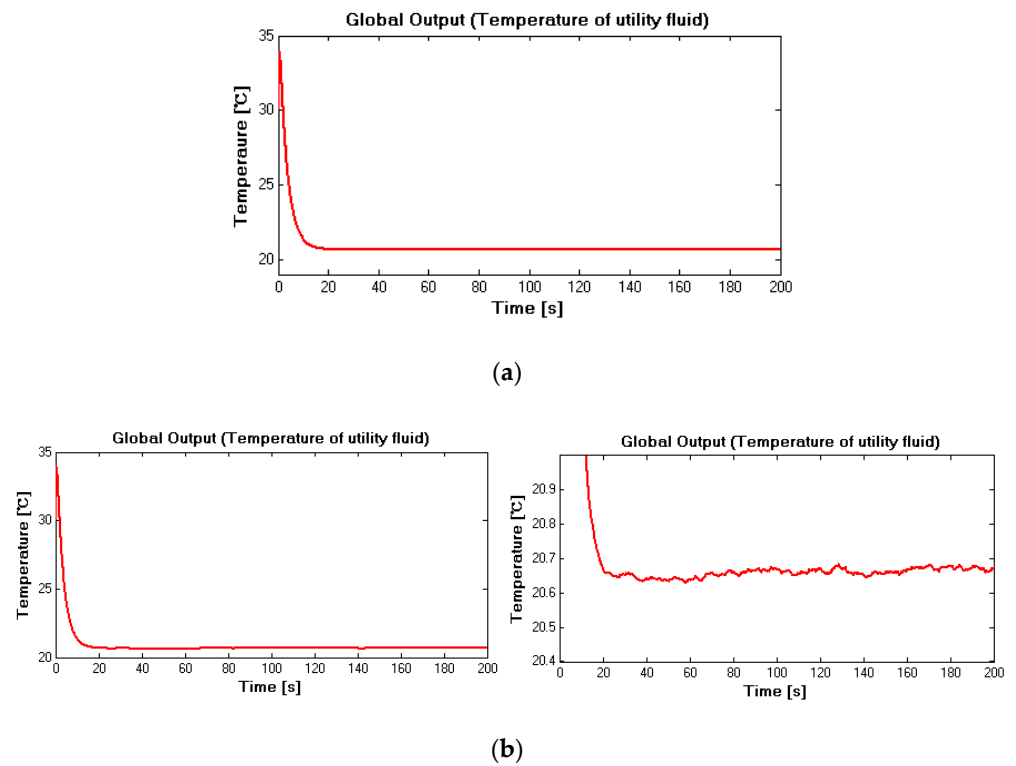 Global Output (Temperature of utility fluid)
35
30
25
20
Temperaure [℃]
0 20 40 60 80 100 120 140 160 180 200
Time [s]
(a)
Global Output (Temperature of utility fluid)
35
30
25
20
Temperature [℃]
0 20 40 60 80 100 120 140 160 180 200
Time [s]
Global Output (Temperature of utility fluid)
20.9
20.8
20.7
20.6
20.5
20.4
Temperature [℃]
0 20 40 60 80 100 120 140 160 180 200
Time [s]
(b)